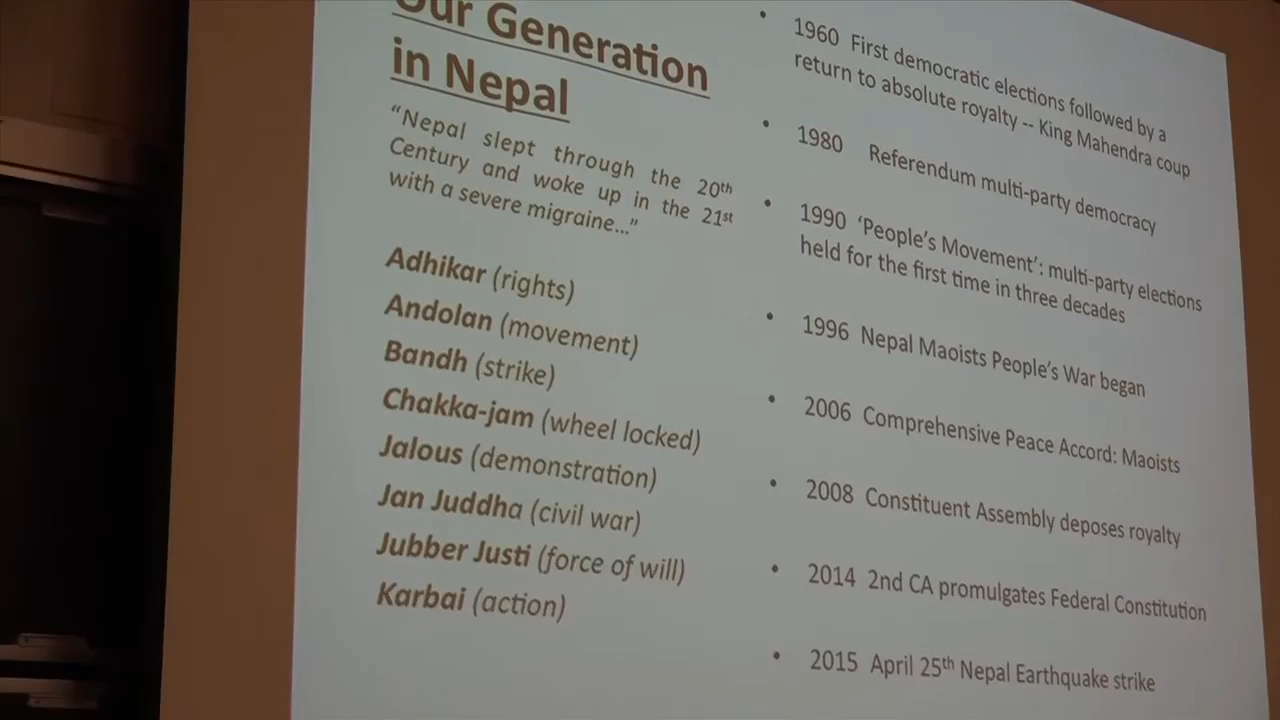 Our Generation
in Nepal
“Nepal slept through the 20th
Century and woke up in the 21st
with a severe migraine...”
Adhikar (rights)
Andolan (movement)
Bandh (strike)
Chakka-jam (wheel locked)
Jalous (demonstration)
Jan Juddha (civil war)
Jubber Justi (force of will)
Karbai (action)
• 1960 First democratic elections followed by a
return to absolute royalty -- King Mahendra coup
• 1980 Referendum multi-party democracy
• 1990 ‘People’s Movement’: multi-party elections
held for the first time in three decades
• 1996 Nepal Maoists People’s War began
• 2006 Comprehensive Peace Accord: Maoists
• 2008 Constituent Assembly deposes royalty
• 2014 2nd CA promulgates Federal Constitution
• 2015 April 25th Nepal Earthquake strike